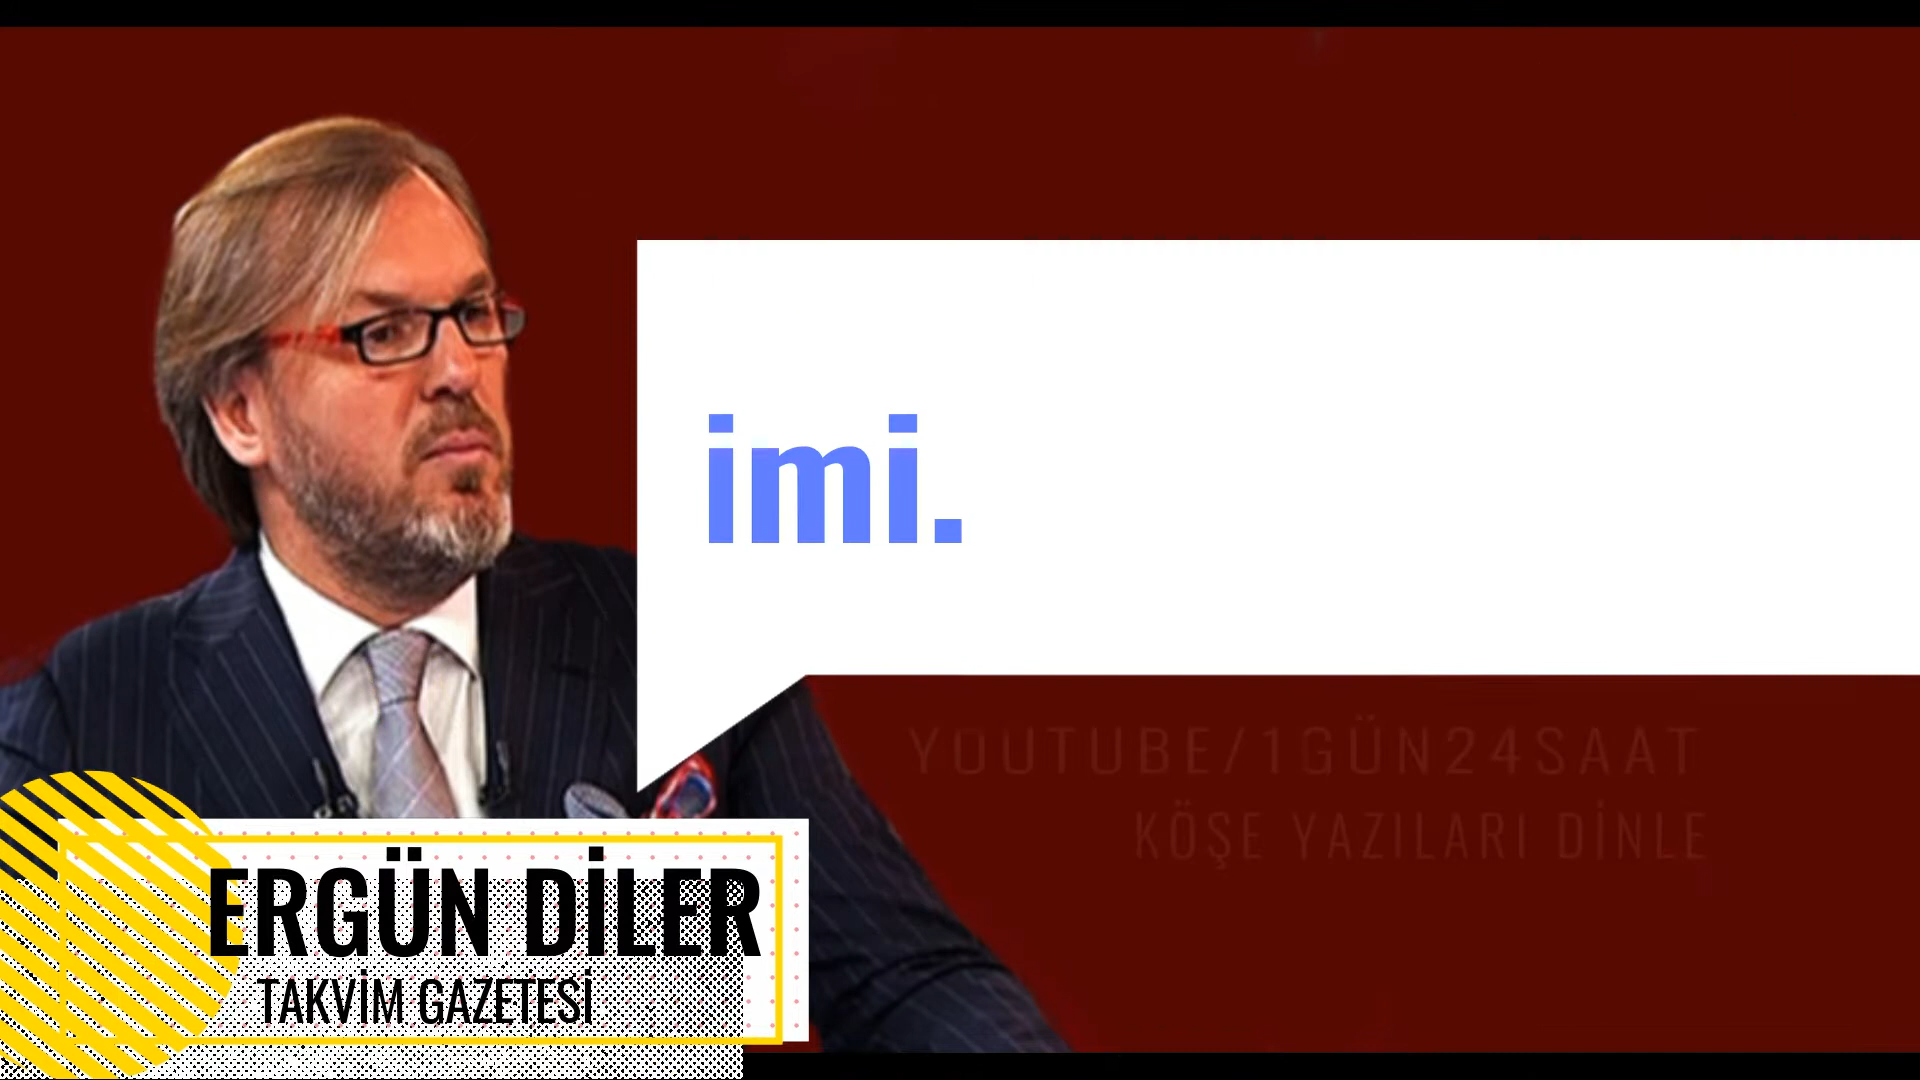 imi.
YOUTUBE/1GÜN24SAAT
KÖŞE YAZILARI DİNLE
ERGÜN DİLER
TAKVİM GAZETESİ